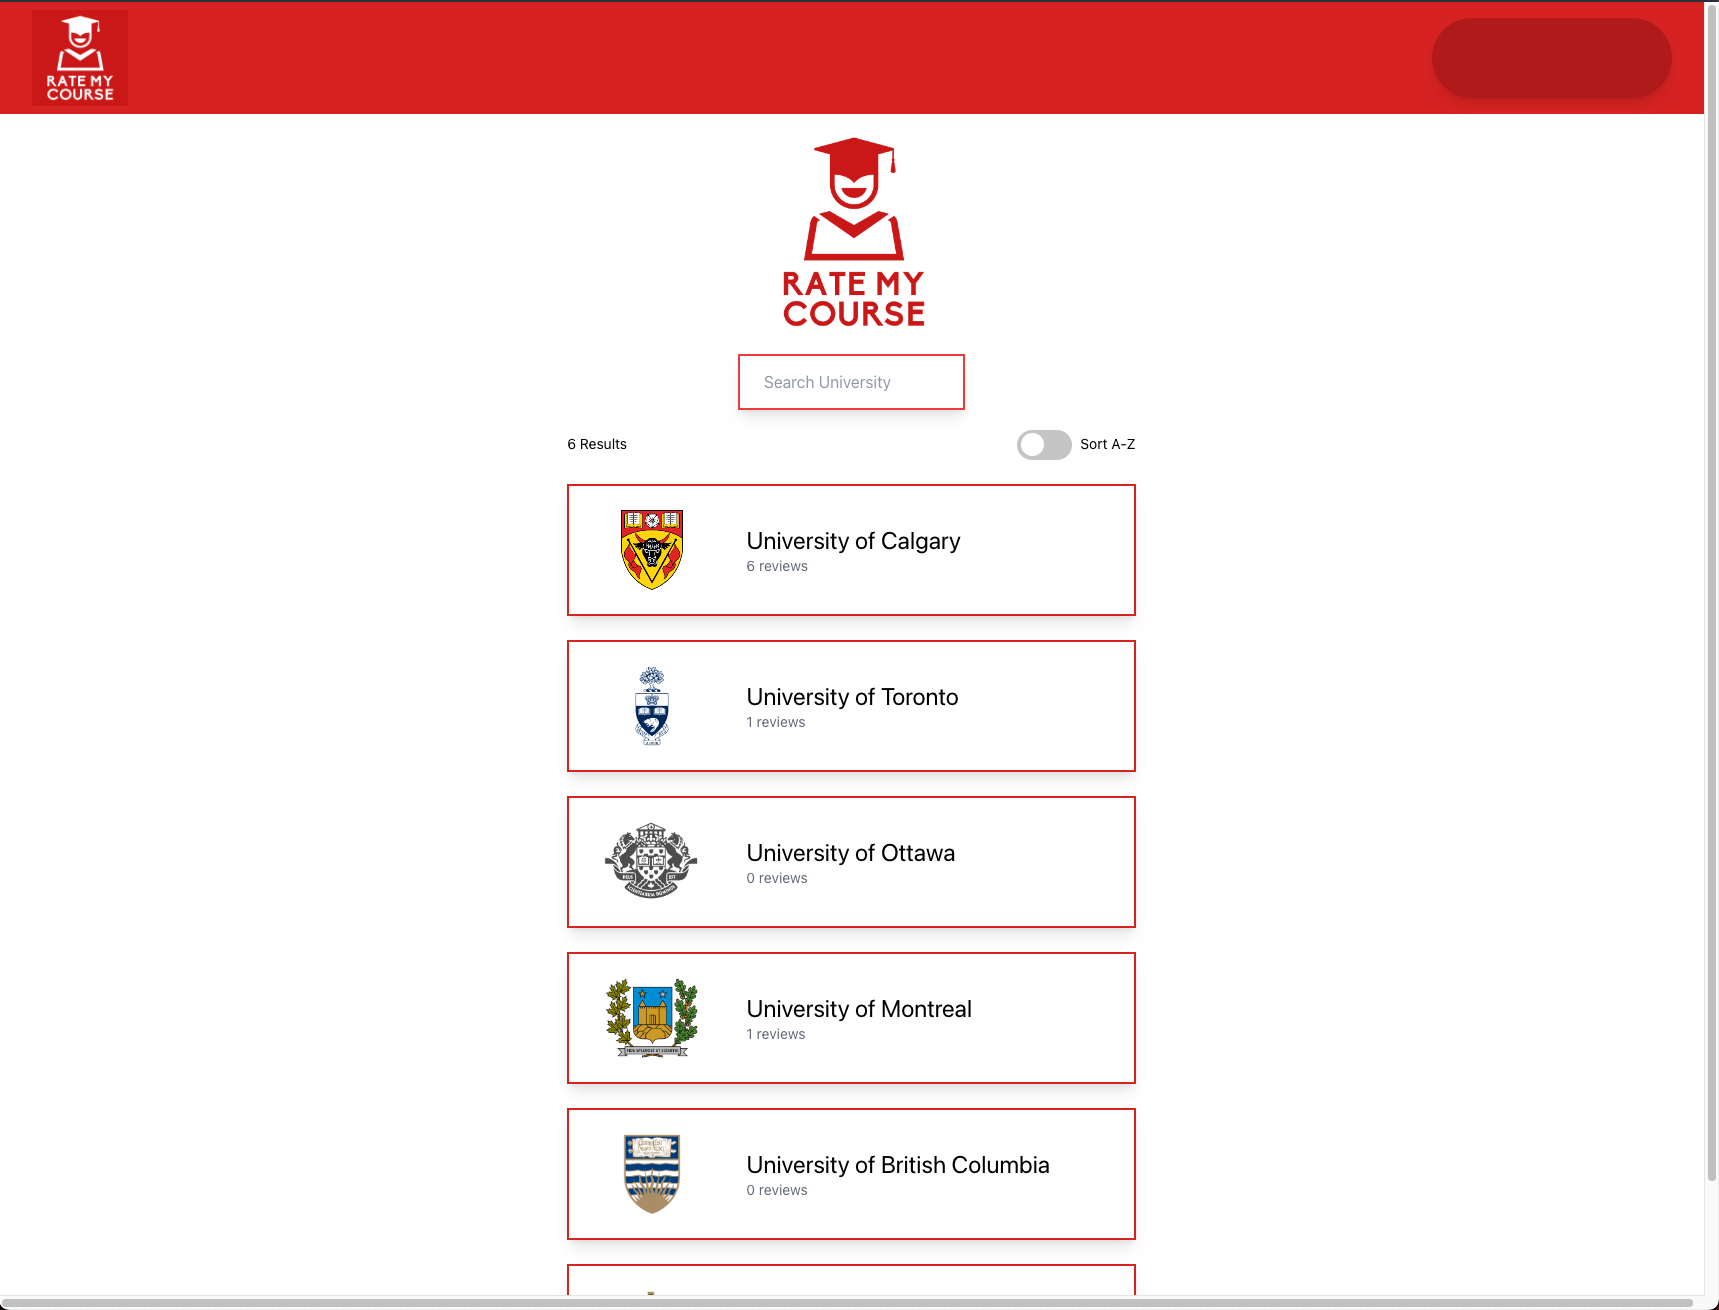 RATE MY
COURSE
RATE MY
COURSE
Search University
6 Results
Sort A-Z
University of Calgary
6 reviews
University of Toronto
1 reviews
University of Ottawa
0 reviews
University of Montreal
1 reviews
University of British Columbia
0 reviews